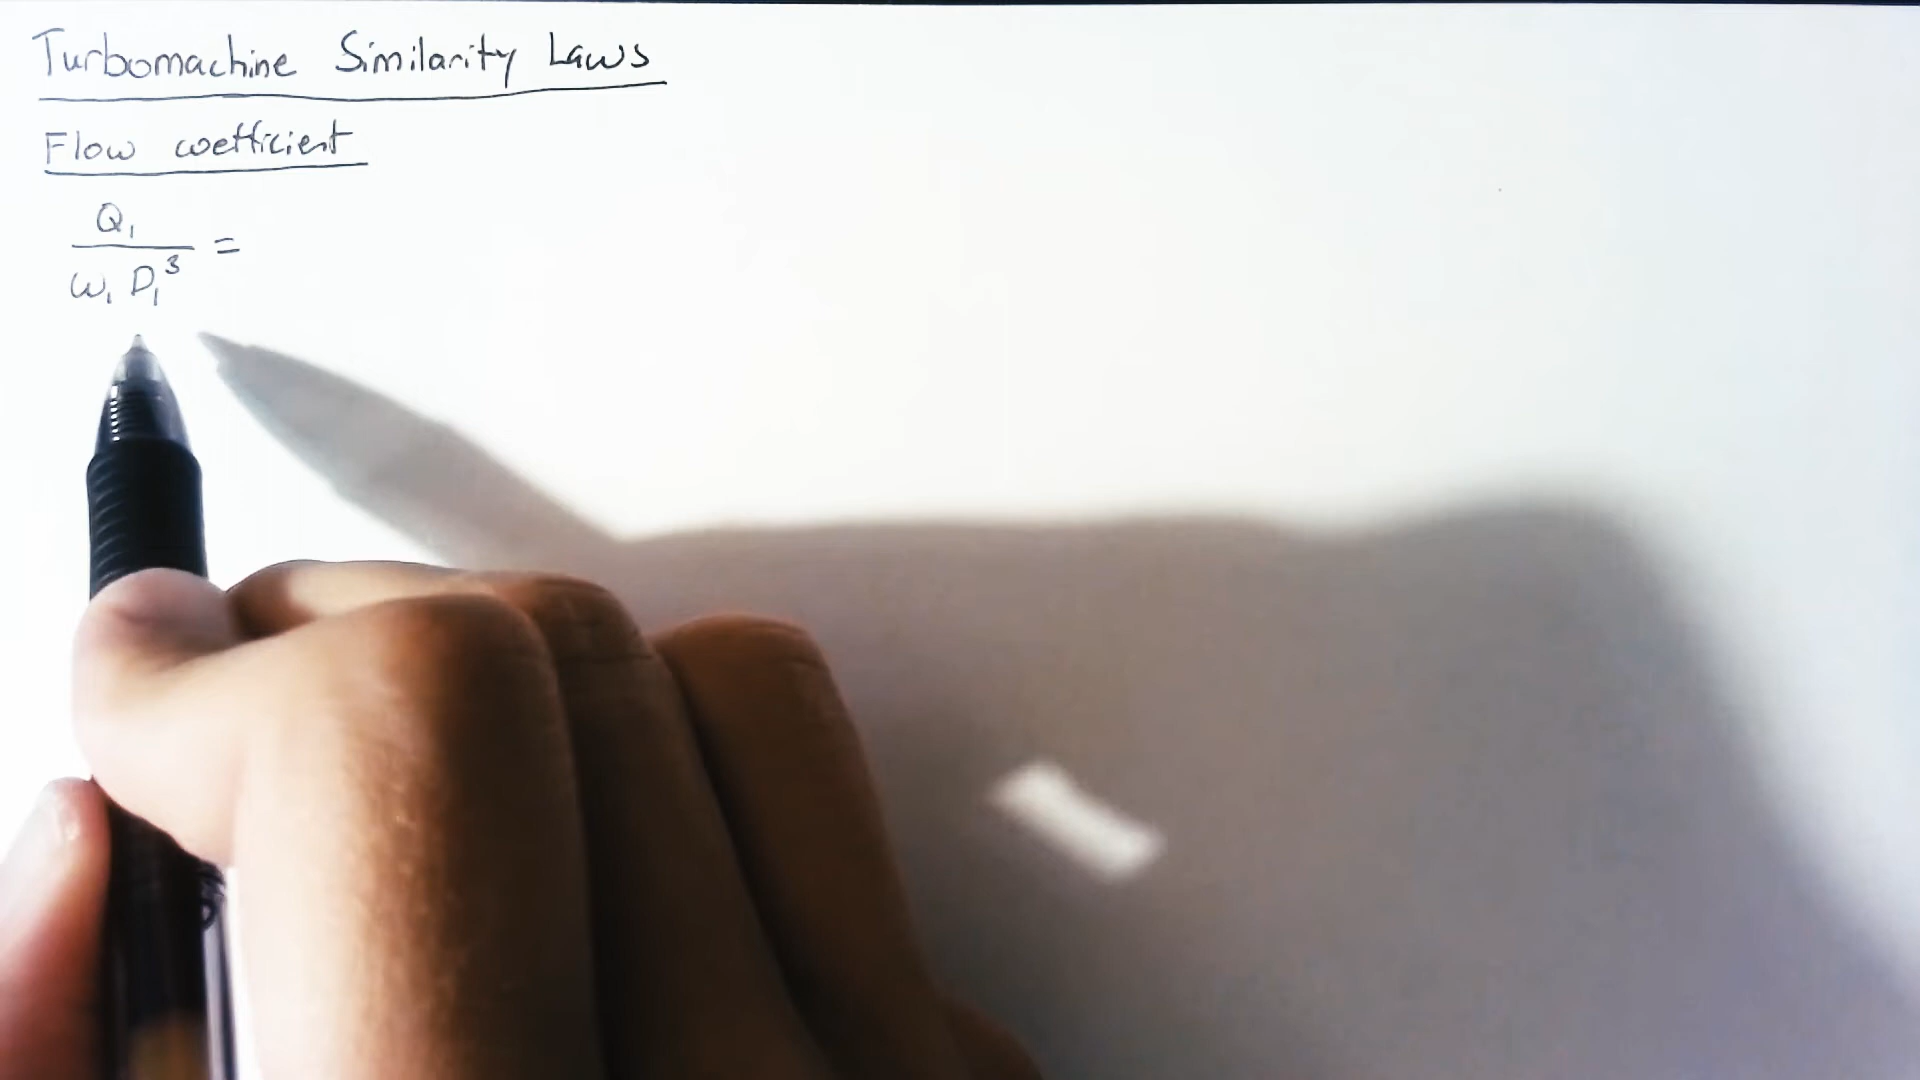 Turbomachine Similarity Laws
Flow coefficient
Q₁
=
ω₁ D₁³